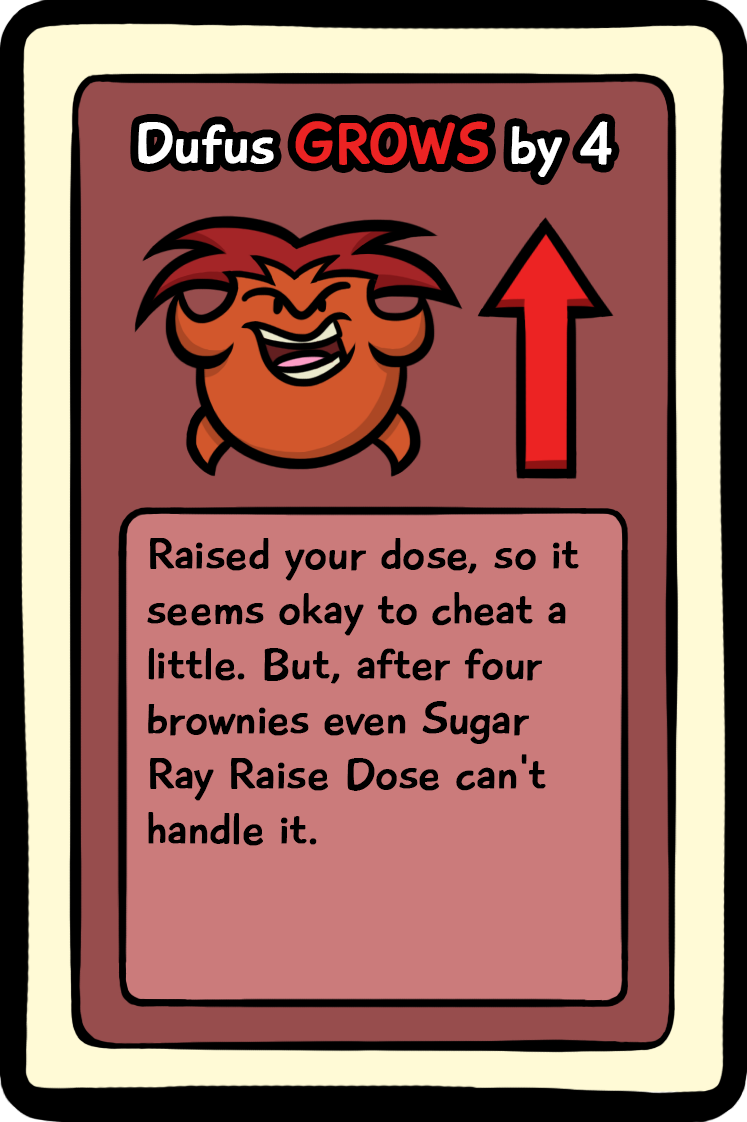 Dufus GROWS by 4
Raised your dose, so it
seems okay to cheat a
little. But, after four
brownies even Sugar
Ray Raise Dose can't
handle it.